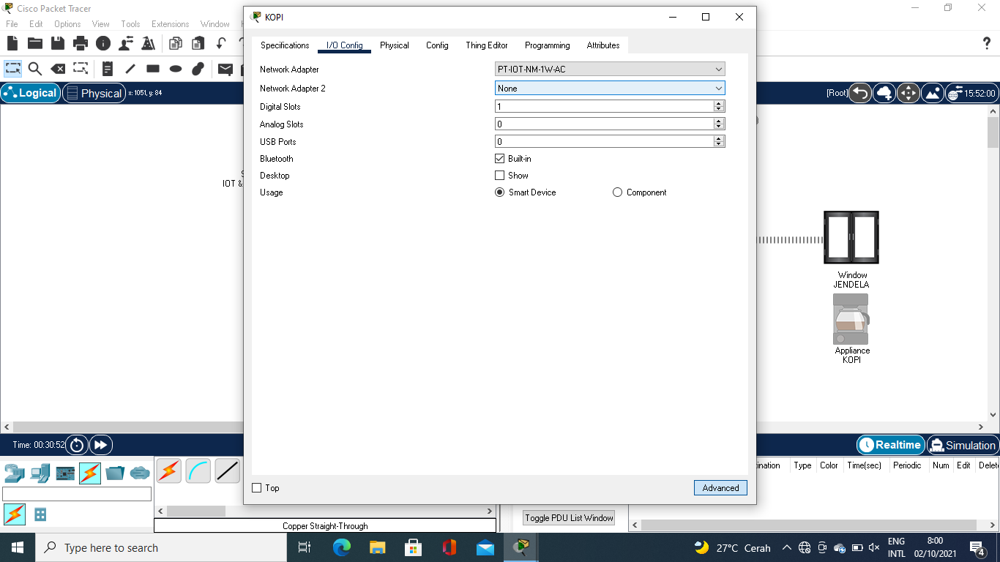 Cisco Packet Tracer
KOPI
File Edit Options View Tools Extensions Window
Specifications I/O Config Physical Config Thing Editor Programming Attributes
Network Adapter PT-IOT-NM-1W-AC
Network Adapter 2 None
Digital Slots 1
Analog Slots 0
USB Ports 0
Bluetooth Built-in
Desktop Show
Usage Smart Device Component
Logical Physical x: 1051, y: 84
[Root] 15:52:00
IOT &
Window
JENDELA
Appliance
KOPI
Time: 00:30:52
Realtime Simulation
Top Advanced
Type Color Time(sec) Periodic Num Edit
Toggle PDU List Window
Copper Straight-Through
Type here to search
27°C Cerah
ENG
INTL
8:00
02/10/2021
4